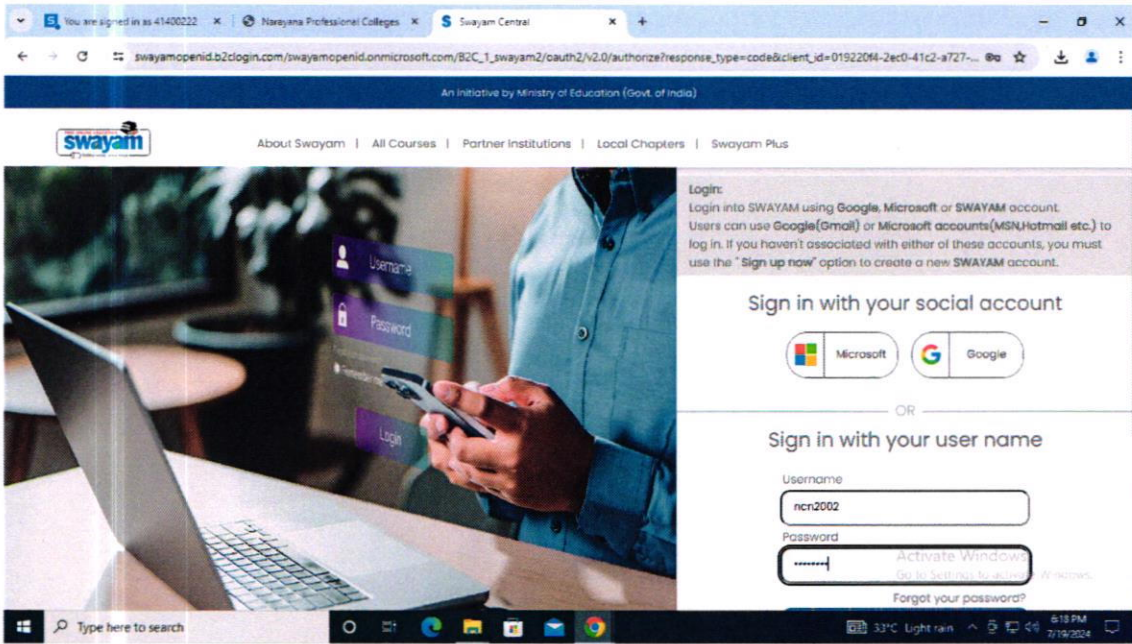 You are signed in as 41400222
Narayana Professional Colleges
Swayam Central
swayamopenid.b2clogin.com/swayamopenid.onmicrosoft.com/B2C_1_swayam2/oauth2/v2.0/authorize?response_type=code&client_id=019220f4-2ec0-41c2-a727-...
An Initiative by Ministry of Education (Govt. of India)
swayam
About Swayam | All Courses | Partner Institutions | Local Chapters | Swayam Plus
Login:
Login into SWAYAM using Google, Microsoft or SWAYAM account.
Users can use Google(Gmail) or Microsoft accounts(MSN,Hotmail etc.) to
log in. If you haven't associated with either of these accounts, you must
use the "Sign up now" option to create a new SWAYAM account.
Username
Password
Login
Sign in with your social account
Microsoft
Google
OR
Sign in with your user name
Username
ncn2002
Password
Activate Windows
Go to Settings to activate Windows.
Forgot your password?
Type here to search
33°C Light rain
6:18 PM
7/19/2024